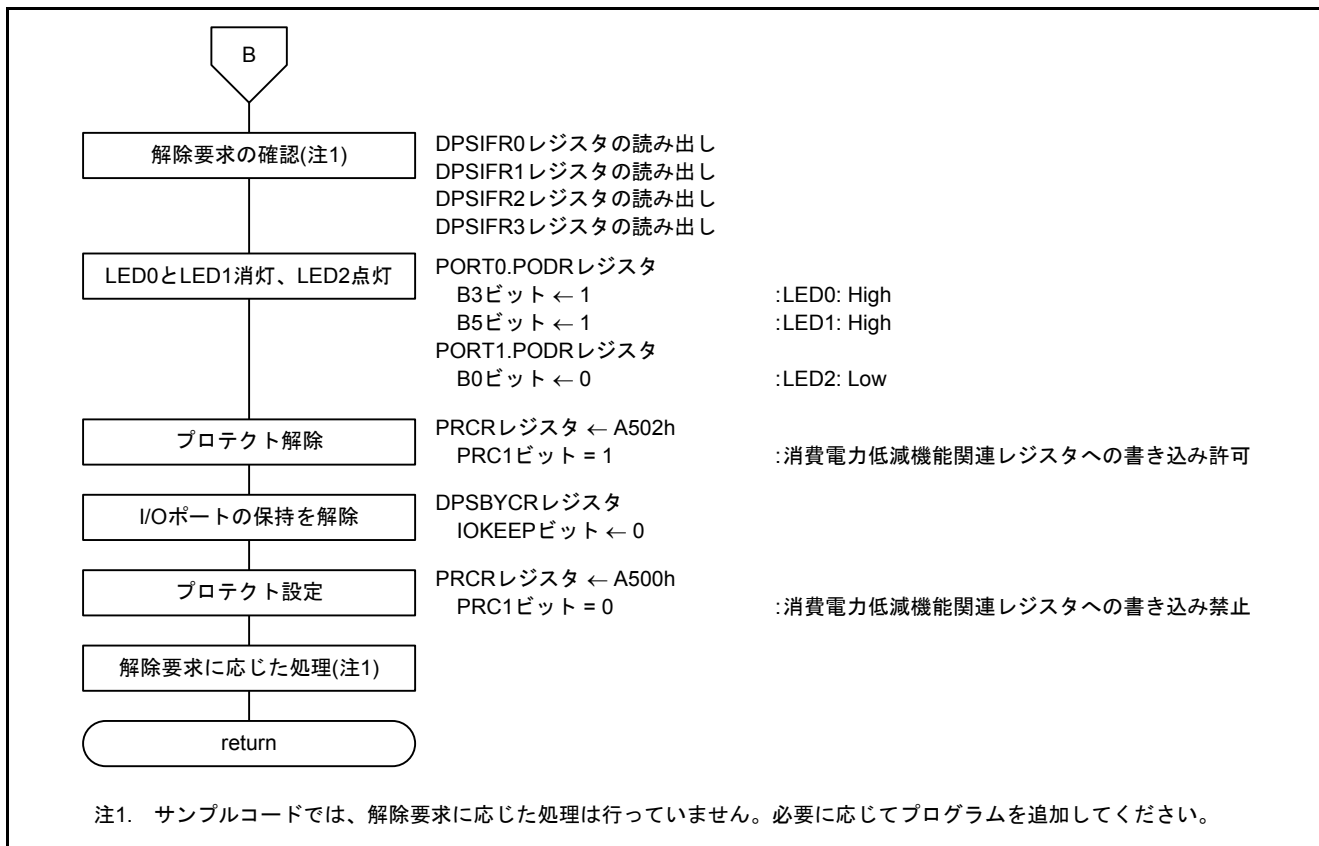 B
解除要求の確認(注1)
DPSIFR0レジスタの読み出し
DPSIFR1レジスタの読み出し
DPSIFR2レジスタの読み出し
DPSIFR3レジスタの読み出し
LED0とLED1消灯、LED2点灯
PORT0.PODRレジスタ
B3ビット ← 1 :LED0: High
B5ビット ← 1 :LED1: High
PORT1.PODRレジスタ
B0ビット ← 0 :LED2: Low
プロテクト解除
PRCRレジスタ ← A502h
PRC1ビット = 1 :消費電力低減機能関連レジスタへの書き込み許可
I/Oポートの保持を解除
DPSBYCRレジスタ
IOKEEPビット ← 0
プロテクト設定
PRCRレジスタ ← A500h
PRC1ビット = 0 :消費電力低減機能関連レジスタへの書き込み禁止
解除要求に応じた処理(注1)
return
注1. サンプルコードでは、解除要求に応じた処理は行っていません。必要に応じてプログラムを追加してください。